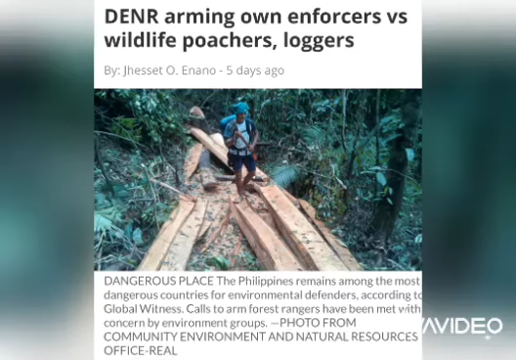 DENR arming own enforcers vs
wildlife poachers, loggers
By: Jhesset O. Enano - 5 days ago
DANGEROUS PLACE The Philippines remains among the most
dangerous countries for environmental defenders, according to
Global Witness. Calls to arm forest rangers have been met with
concern by environment groups. —PHOTO FROM
COMMUNITY ENVIRONMENT AND NATURAL RESOURCES
OFFICE-REAL
VAVIDEO